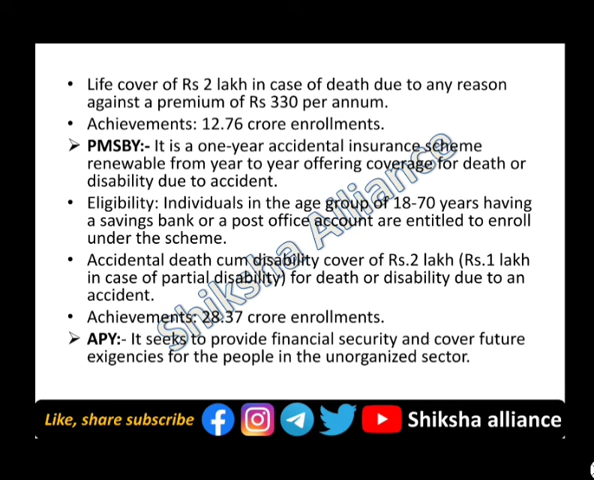 • Life cover of Rs 2 lakh in case of death due to any reason
against a premium of Rs 330 per annum.
• Achievements: 12.76 crore enrollments.
➤ PMSBY:- It is a one-year accidental insurance scheme
renewable from year to year offering coverage for death or
disability due to accident.
• Eligibility: Individuals in the age group of 18-70 years having
a savings bank or a post office account are entitled to enroll
under the scheme.
• Accidental death cum disability cover of Rs.2 lakh (Rs.1 lakh
in case of partial disability) for death or disability due to an
accident.
• Achievements: 28.37 crore enrollments.
➤ APY:- It seeks to provide financial security and cover future
exigencies for the people in the unorganized sector.
Shiksha Alliance
Like, share subscribe Shiksha alliance